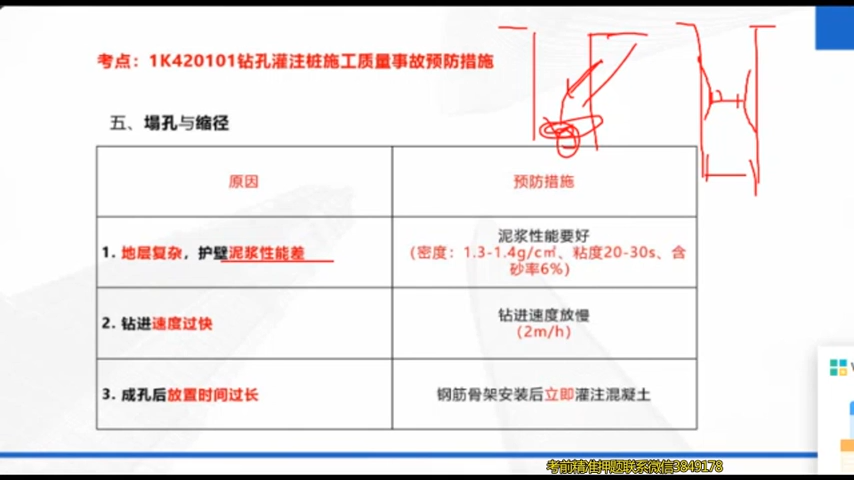 考点：1K420101钻孔灌注桩施工质量事故预防措施
五、塌孔与缩径
原因
预防措施
1. 地层复杂，护壁泥浆性能差
泥浆性能要好
(密度：1.3-1.4g/c㎡、粘度20-30s、含
砂率6%)
2. 钻进速度过快
钻进速度放慢
(2m/h)
3. 成孔后放置时间过长
钢筋骨架安装后立即灌注混凝土
考前精准押题联系微信3849178